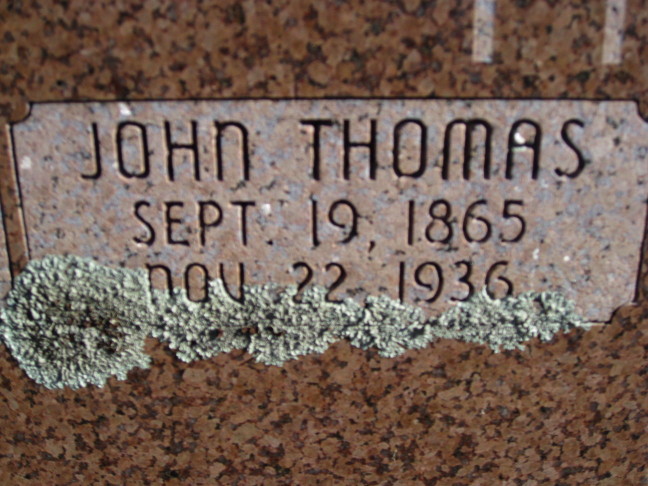 JOHN THOMAS
SEPT. 19, 1865
NOV 22 1936